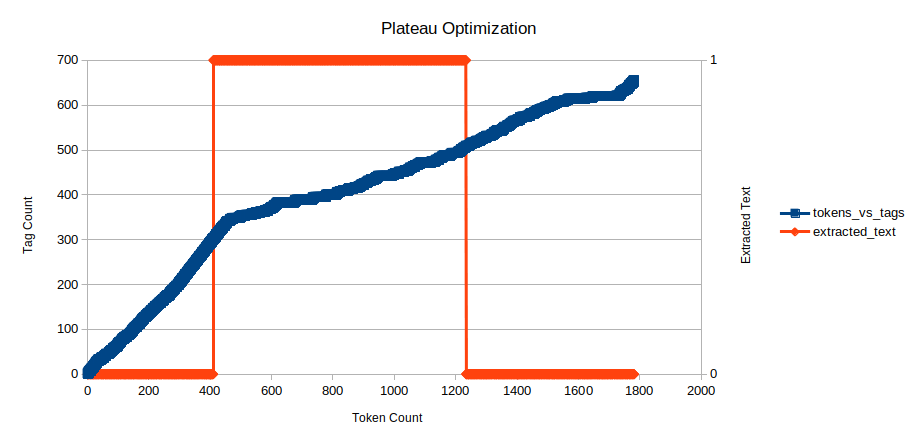 Plateau Optimization
700
600
500
400
300
200
100
0
1
0
0 200 400 600 800 1000 1200 1400 1600 1800 2000
Tag Count
Token Count
Extracted Text
tokens_vs_tags
extracted_text